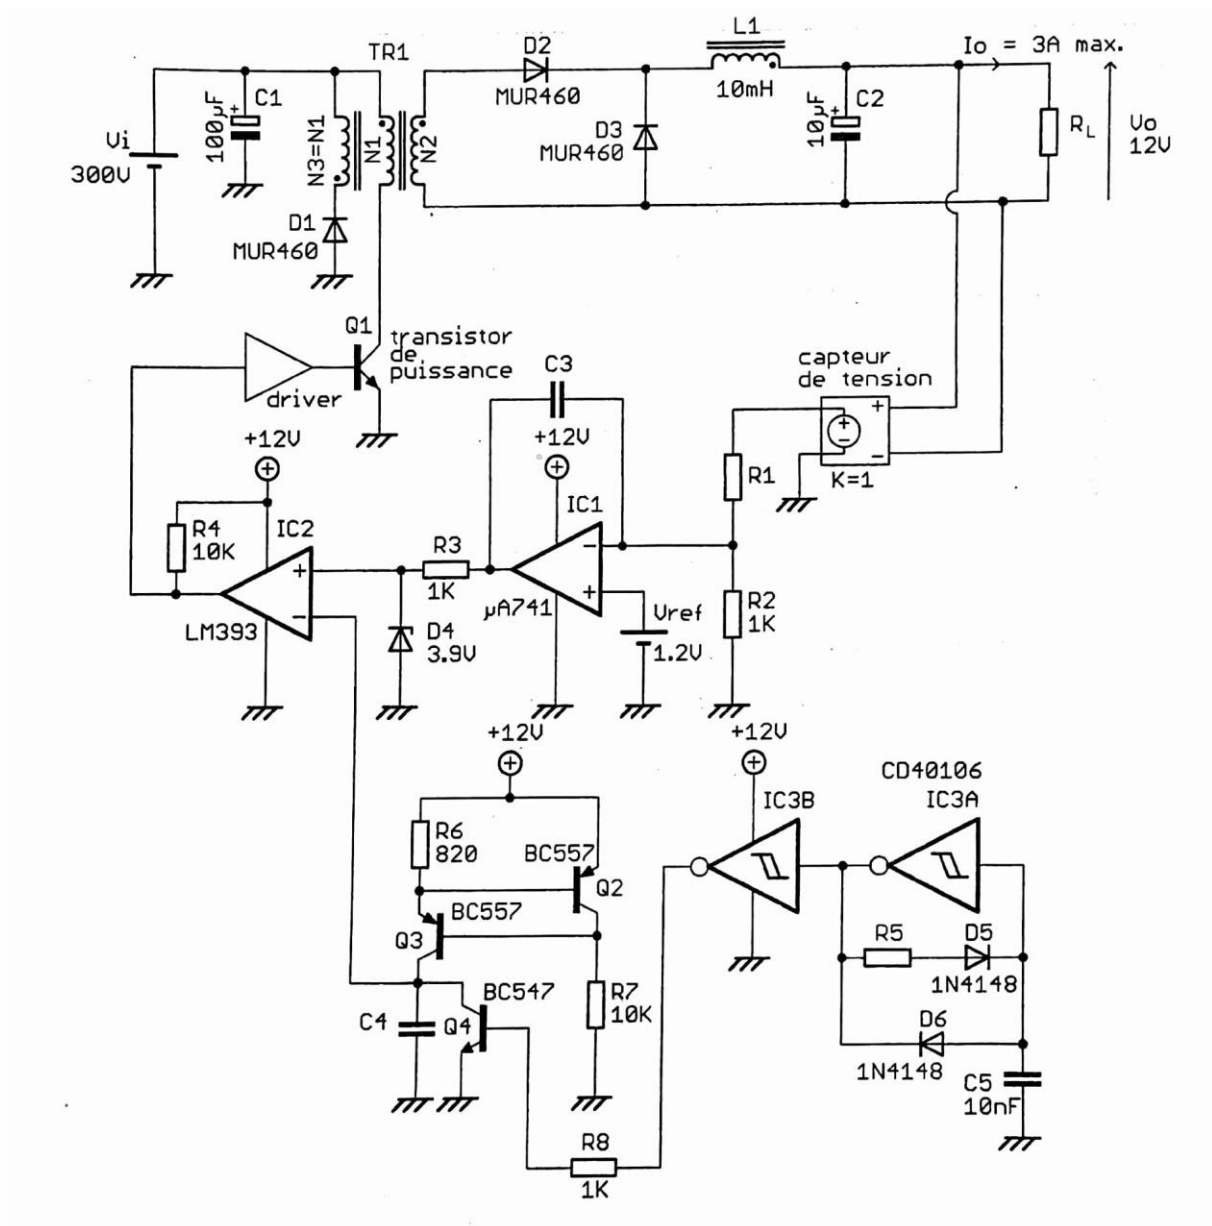 L1
10mH
Io = 3A max.
TR1
D2
MUR460
C1
100µF
+
N3=N1
N1
N2
D3
MUR460
C2
10µF
+
RL
Vo
12V
Vi
300V
D1
MUR460
Q1
transistor
de
puissance
driver
C3
capteur
de tension
+
-
+
-
K=1
R1
+12V
+12V
IC1
-
+
µA741
R4
10K
IC2
+
-
LM393
R3
1K
D4
3.9V
Vref
1.2V
R2
1K
+12V
+12V
CD40106
IC3A
IC3B
R6
820
BC557
Q2
BC557
Q3
R5
D5
1N4148
D6
1N4148
C4
Q4
BC547
R7
10K
C5
10nF
R8
1K